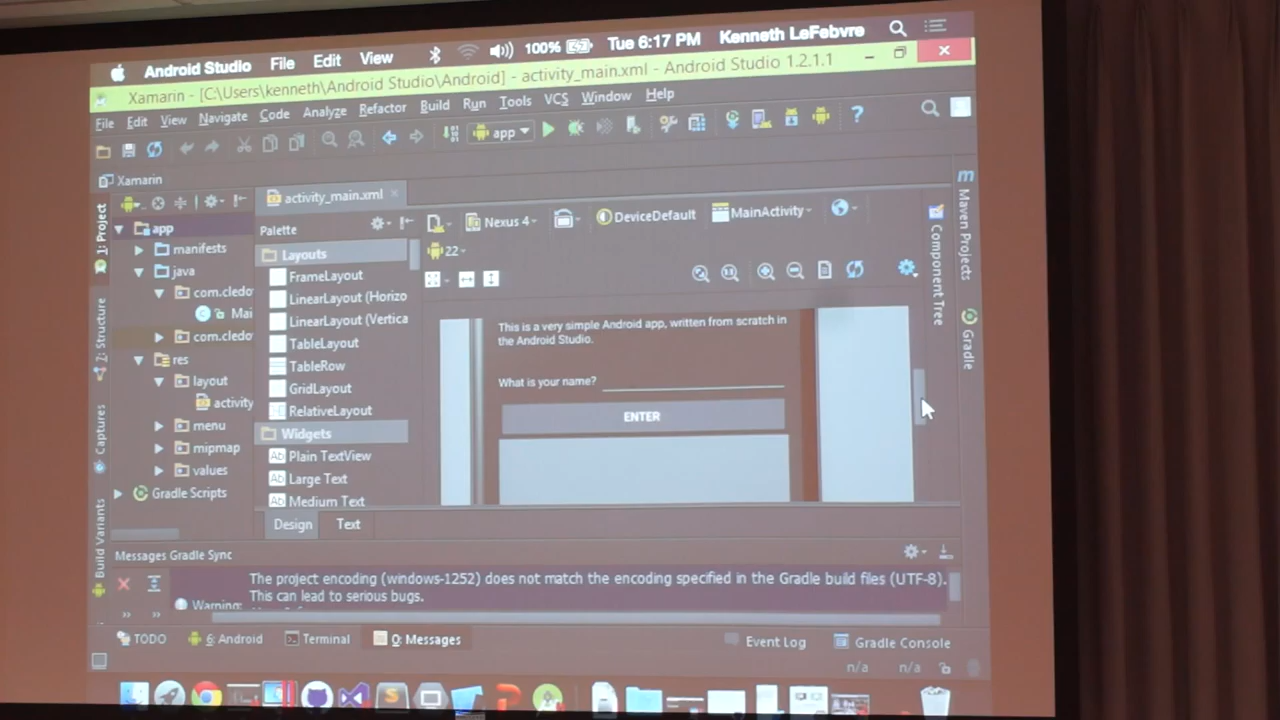 Android Studio File Edit View 100% Tue 6:17 PM Kenneth LeFebvre
Xamarin - [C:\Users\kenneth\Android Studio\Android] - activity_main.xml - Android Studio 1.2.1.1
File Edit View Navigate Code Analyze Refactor Build Run Tools VCS Window Help
app
Xamarin
activity_main.xml
1: Project
7: Structure
Captures
Build Variants
app
manifests
java
com.cledo
Mai
com.cledo
res
layout
activity
menu
mipmap
values
Gradle Scripts
Palette
Layouts
FrameLayout
LinearLayout (Horizo
LinearLayout (Vertica
TableLayout
TableRow
GridLayout
RelativeLayout
Widgets
Plain TextView
Large Text
Medium Text
Design Text
Nexus 4 DeviceDefault MainActivity
22
This is a very simple Android app, written from scratch in
the Android Studio.
What is your name?
ENTER
Maven Projects
Gradle
Component Tree
Messages Gradle Sync
The project encoding (windows-1252) does not match the encoding specified in the Gradle build files (UTF-8).
This can lead to serious bugs.
Warning:
TODO 6: Android Terminal 0: Messages Event Log Gradle Console
n/a n/a